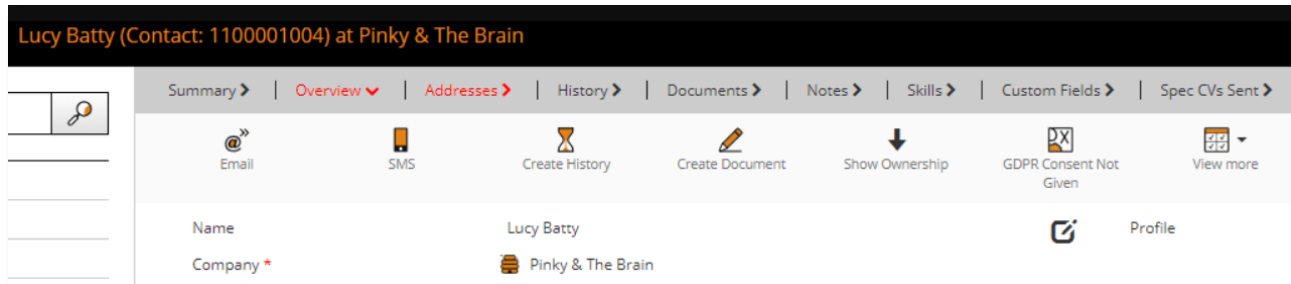 Lucy Batty (Contact: 1100001004) at Pinky & The Brain
Summary | Overview | Addresses | History | Documents | Notes | Skills | Custom Fields | Spec CVs Sent
Email SMS Create History Create Document Show Ownership GDPR Consent Not View more
Given
Name Lucy Batty Profile
Company * Pinky & The Brain